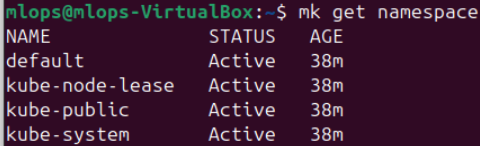 mlops@mlops-VirtualBox:~$ mk get namespace
NAME STATUS AGE
default Active 38m
kube-node-lease Active 38m
kube-public Active 38m
kube-system Active 38m